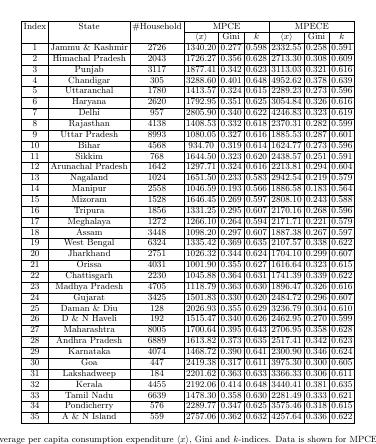 Index State #Household MPCE MPECE
⟨x⟩ Gini k ⟨x⟩ Gini k
1 Jammu & Kashmir 2726 1340.20 0.277 0.598 2332.55 0.258 0.591
2 Himachal Pradesh 2043 1726.27 0.356 0.628 2713.30 0.308 0.609
3 Punjab 3117 1877.41 0.342 0.623 3113.03 0.321 0.616
4 Chandigar 305 3288.60 0.401 0.648 4952.62 0.378 0.639
5 Uttaranchal 1780 1413.57 0.324 0.615 2289.23 0.273 0.596
6 Haryana 2620 1792.95 0.351 0.625 3054.84 0.326 0.616
7 Delhi 957 2805.90 0.340 0.622 4246.83 0.323 0.619
8 Rajasthan 4138 1408.53 0.332 0.618 2370.31 0.282 0.599
9 Uttar Pradesh 8993 1080.05 0.327 0.616 1885.53 0.287 0.601
10 Bihar 4568 934.70 0.319 0.614 1624.77 0.273 0.596
11 Sikkim 768 1644.50 0.323 0.620 2438.57 0.251 0.591
12 Arunachal Pradesh 1642 1297.71 0.324 0.616 2213.81 0.294 0.604
13 Nagaland 1024 1651.50 0.233 0.583 2942.54 0.219 0.579
14 Manipur 2558 1046.59 0.193 0.566 1886.58 0.183 0.564
15 Mizoram 1528 1646.45 0.269 0.597 2808.10 0.243 0.588
16 Tripura 1856 1331.25 0.295 0.607 2170.16 0.268 0.596
17 Meghalaya 1272 1266.10 0.264 0.594 2171.71 0.221 0.579
18 Assam 3448 1098.20 0.297 0.607 1887.38 0.267 0.597
19 West Bengal 6324 1335.42 0.369 0.635 2107.57 0.338 0.622
20 Jharkhand 2751 1026.32 0.344 0.624 1704.10 0.299 0.607
21 Orissa 4031 1001.90 0.355 0.627 1616.64 0.323 0.615
22 Chattisgarh 2230 1045.88 0.364 0.631 1741.39 0.339 0.622
23 Madhya Pradesh 4705 1118.79 0.363 0.630 1896.47 0.326 0.616
24 Gujarat 3425 1501.83 0.330 0.620 2484.72 0.296 0.607
25 Daman & Diu 128 2026.93 0.355 0.629 3236.79 0.304 0.610
26 D & N Haveli 192 1515.47 0.340 0.626 2462.95 0.270 0.599
27 Maharashtra 8005 1700.64 0.395 0.643 2706.95 0.358 0.628
28 Andhra Pradesh 6889 1613.82 0.373 0.635 2517.41 0.342 0.623
29 Karnataka 4074 1468.72 0.390 0.641 2300.90 0.346 0.624
30 Goa 447 2419.38 0.317 0.611 3975.30 0.300 0.605
31 Lakshadweep 184 2201.62 0.363 0.633 3366.33 0.306 0.611
32 Kerala 4455 2192.06 0.414 0.648 3440.41 0.381 0.635
33 Tamil Nadu 6639 1478.30 0.358 0.630 2281.49 0.333 0.621
34 Pondicherry 576 2289.77 0.347 0.625 3575.46 0.318 0.615
35 A & N Island 559 2757.06 0.362 0.632 4257.64 0.336 0.622
verage per capita consumption expenditure ⟨x⟩, Gini and k-indices. Data is shown for MPCE